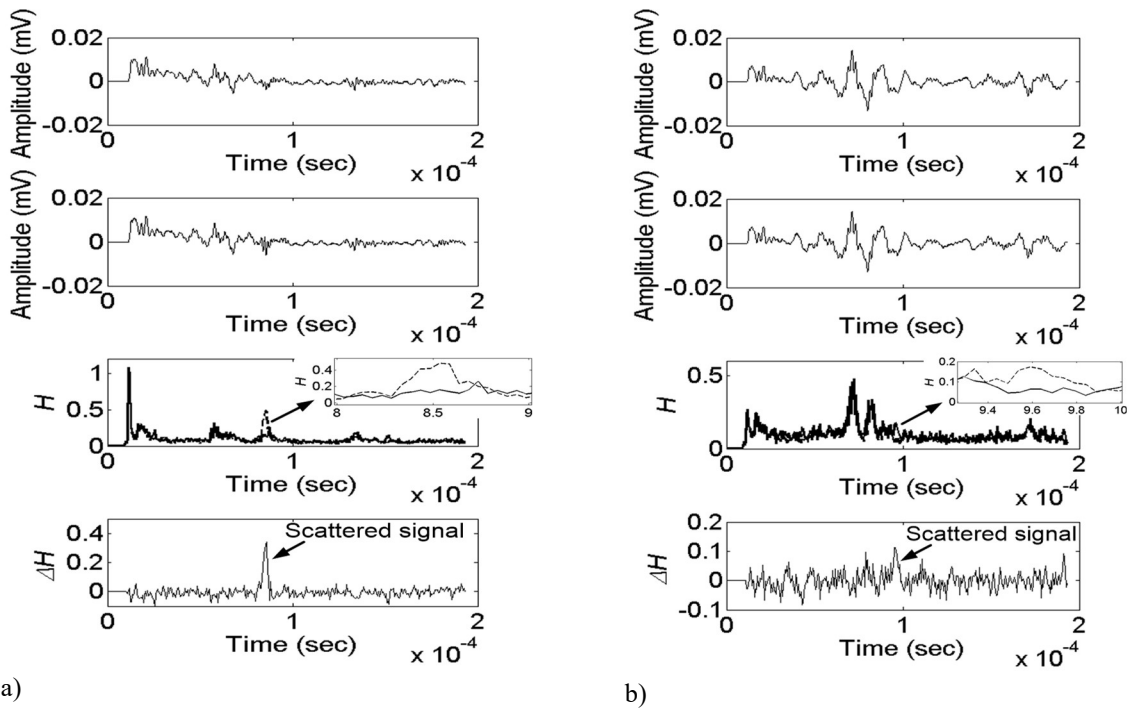 0.02
0
-0.02
Amplitude (mV)
0 1 2
Time (sec)
x 10-4
0.02
0
-0.02
Amplitude (mV)
0 1 2
Time (sec)
x 10-4
1
0.5
0
H
0.4
0.2
0
H
8 8.5 9
0 1 2
Time (sec)
x 10-4
0.4
0.2
0
ΔH
Scattered signal
0 1 2
Time (sec)
x 10-4
a)
0.02
0
-0.02
Amplitude (mV)
0 1 2
Time (sec)
x 10-4
0.02
0
-0.02
Amplitude (mV)
0 1 2
Time (sec)
x 10-4
0.5
0
H
0.2
0.1
0
H
9.4 9.6 9.8 10
0 1 2
Time (sec)
x 10-4
0.2
0.1
0
-0.1
ΔH
Scattered signal
0 1 2
Time (sec)
x 10-4
b)